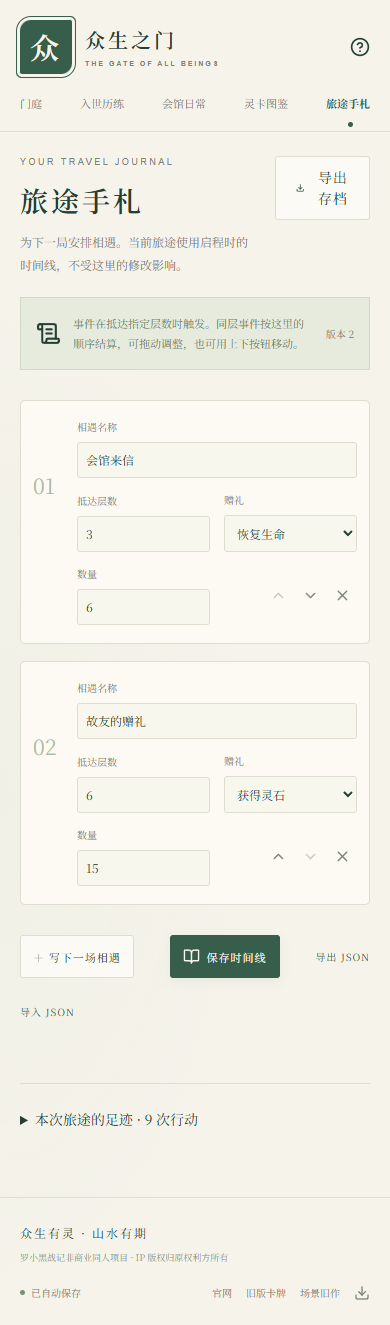 众
众生之门
THE GATE OF ALL BEINGS
门庭
入世历练
会馆日常
灵卡图鉴
旅途手札
YOUR TRAVEL JOURNAL
旅途手札
导出
存档
为下一局安排相遇。当前旅途使用启程时的
时间线，不受这里的修改影响。
事件在抵达指定层数时触发。同层事件按这里的
顺序结算，可拖动调整，也可用上下按钮移动。
版本 2
01
相遇名称
会馆来信
抵达层数
赠礼
3
恢复生命
数量
6
02
相遇名称
故友的赠礼
抵达层数
赠礼
6
获得灵石
数量
15
写下一场相遇
保存时间线
导出 JSON
导入 JSON
本次旅途的足迹 · 9 次行动
众生有灵 · 山水有期
罗小黑战记非商业同人项目 · IP 版权归原权利方所有
已自动保存
官网
旧版卡牌
场景旧作